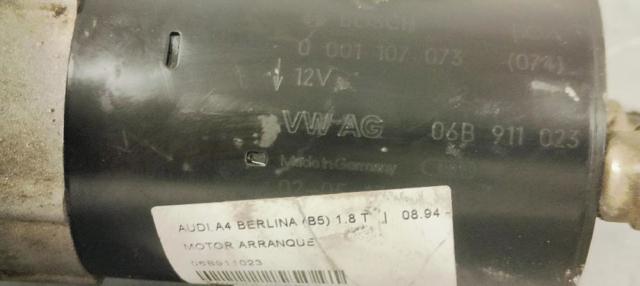 BOSCH
0 001 107 073 (074)
12V
VW AG 06B 911 023
Made in Germany
AUDI A4 BERLINA (B5) 1.8 T | 08.94 -
MOTOR ARRANQUE
06B911023